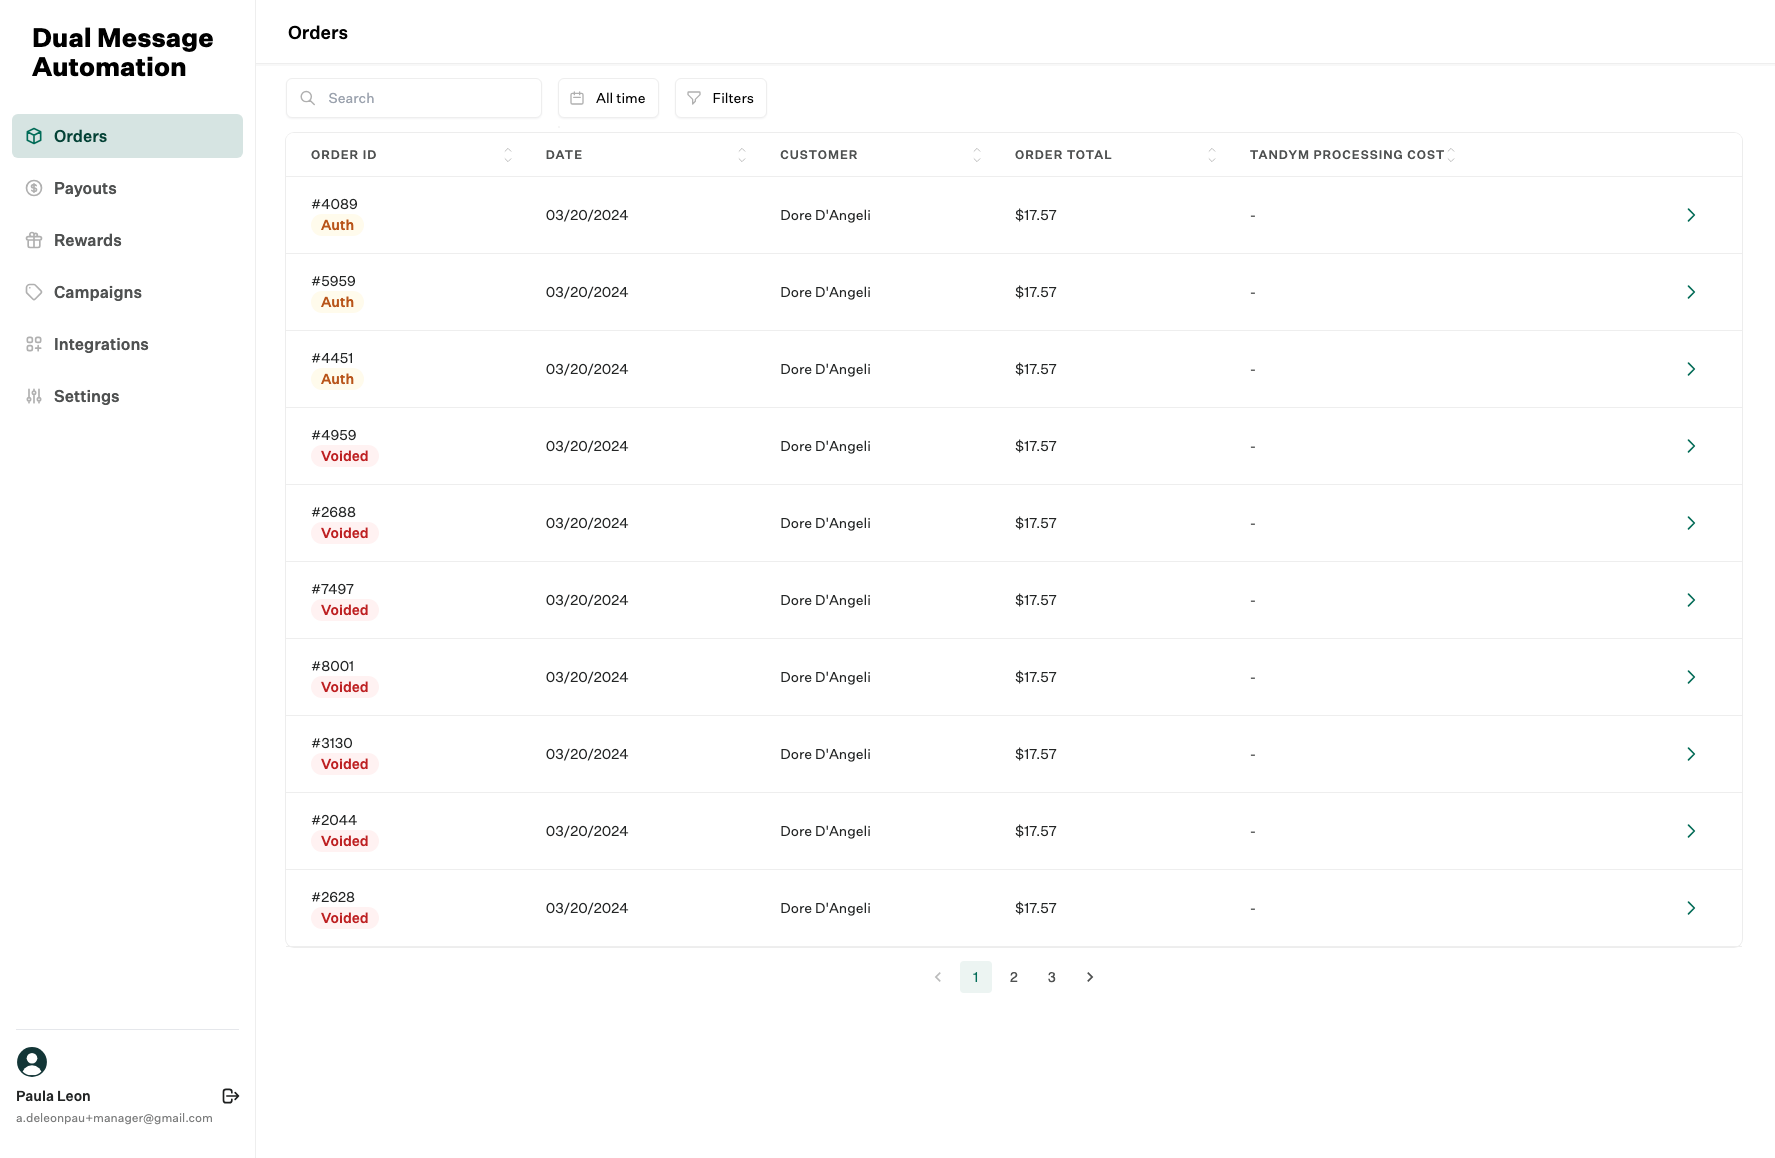 Dual Message
Automation
Orders
Payouts
Rewards
Campaigns
Integrations
Settings
Paula Leon
a.deleonpau+manager@gmail.com
Orders
Search
All time
Filters
ORDER ID DATE CUSTOMER ORDER TOTAL TANDYM PROCESSING COST
#4089
Auth
03/20/2024 Dore D'Angeli $17.57 -
#5959
Auth
03/20/2024 Dore D'Angeli $17.57 -
#4451
Auth
03/20/2024 Dore D'Angeli $17.57 -
#4959
Voided
03/20/2024 Dore D'Angeli $17.57 -
#2688
Voided
03/20/2024 Dore D'Angeli $17.57 -
#7497
Voided
03/20/2024 Dore D'Angeli $17.57 -
#8001
Voided
03/20/2024 Dore D'Angeli $17.57 -
#3130
Voided
03/20/2024 Dore D'Angeli $17.57 -
#2044
Voided
03/20/2024 Dore D'Angeli $17.57 -
#2628
Voided
03/20/2024 Dore D'Angeli $17.57 -
1 2 3